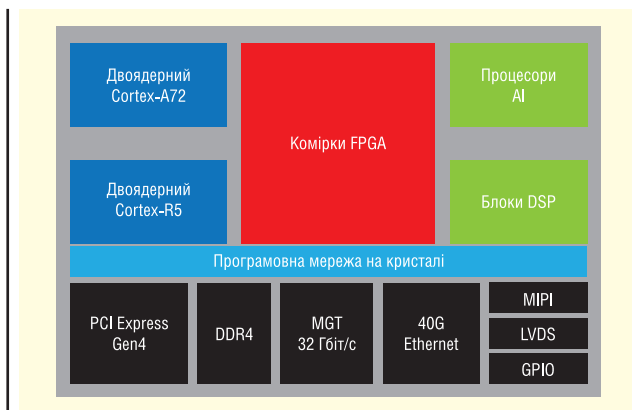 Двоядерний
Cortex-A72
Комірки FPGA
Процесори
AI
Двоядерний
Cortex-R5
Блоки DSP
Програмовна мережа на кристалі
PCI Express
Gen4
DDR4
MGT
32 Гбіт/с
40G
Ethernet
MIPI
LVDS
GPIO